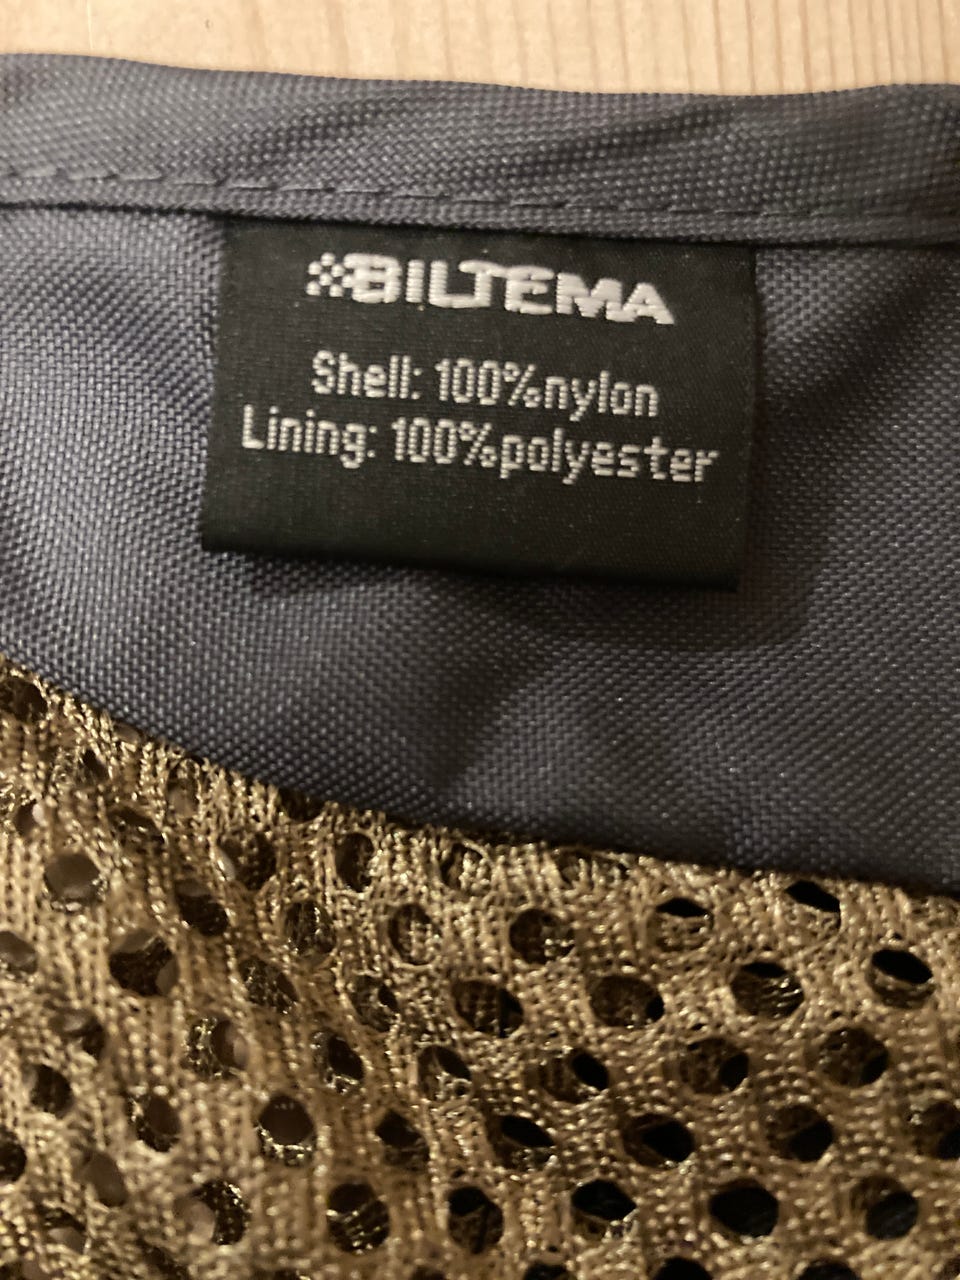 BILTEMA
Shell: 100%nylon
Lining: 100%polyester